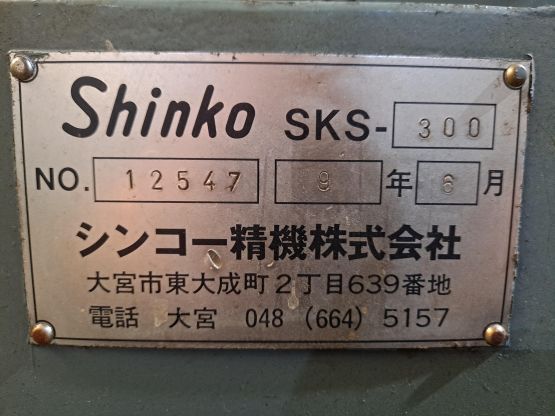 Shinko SKS-300
NO. 12547 9年6月
シンコー精機株式会社
大宮市東大成町2丁目639番地
電話 大宮 048 (664) 5157